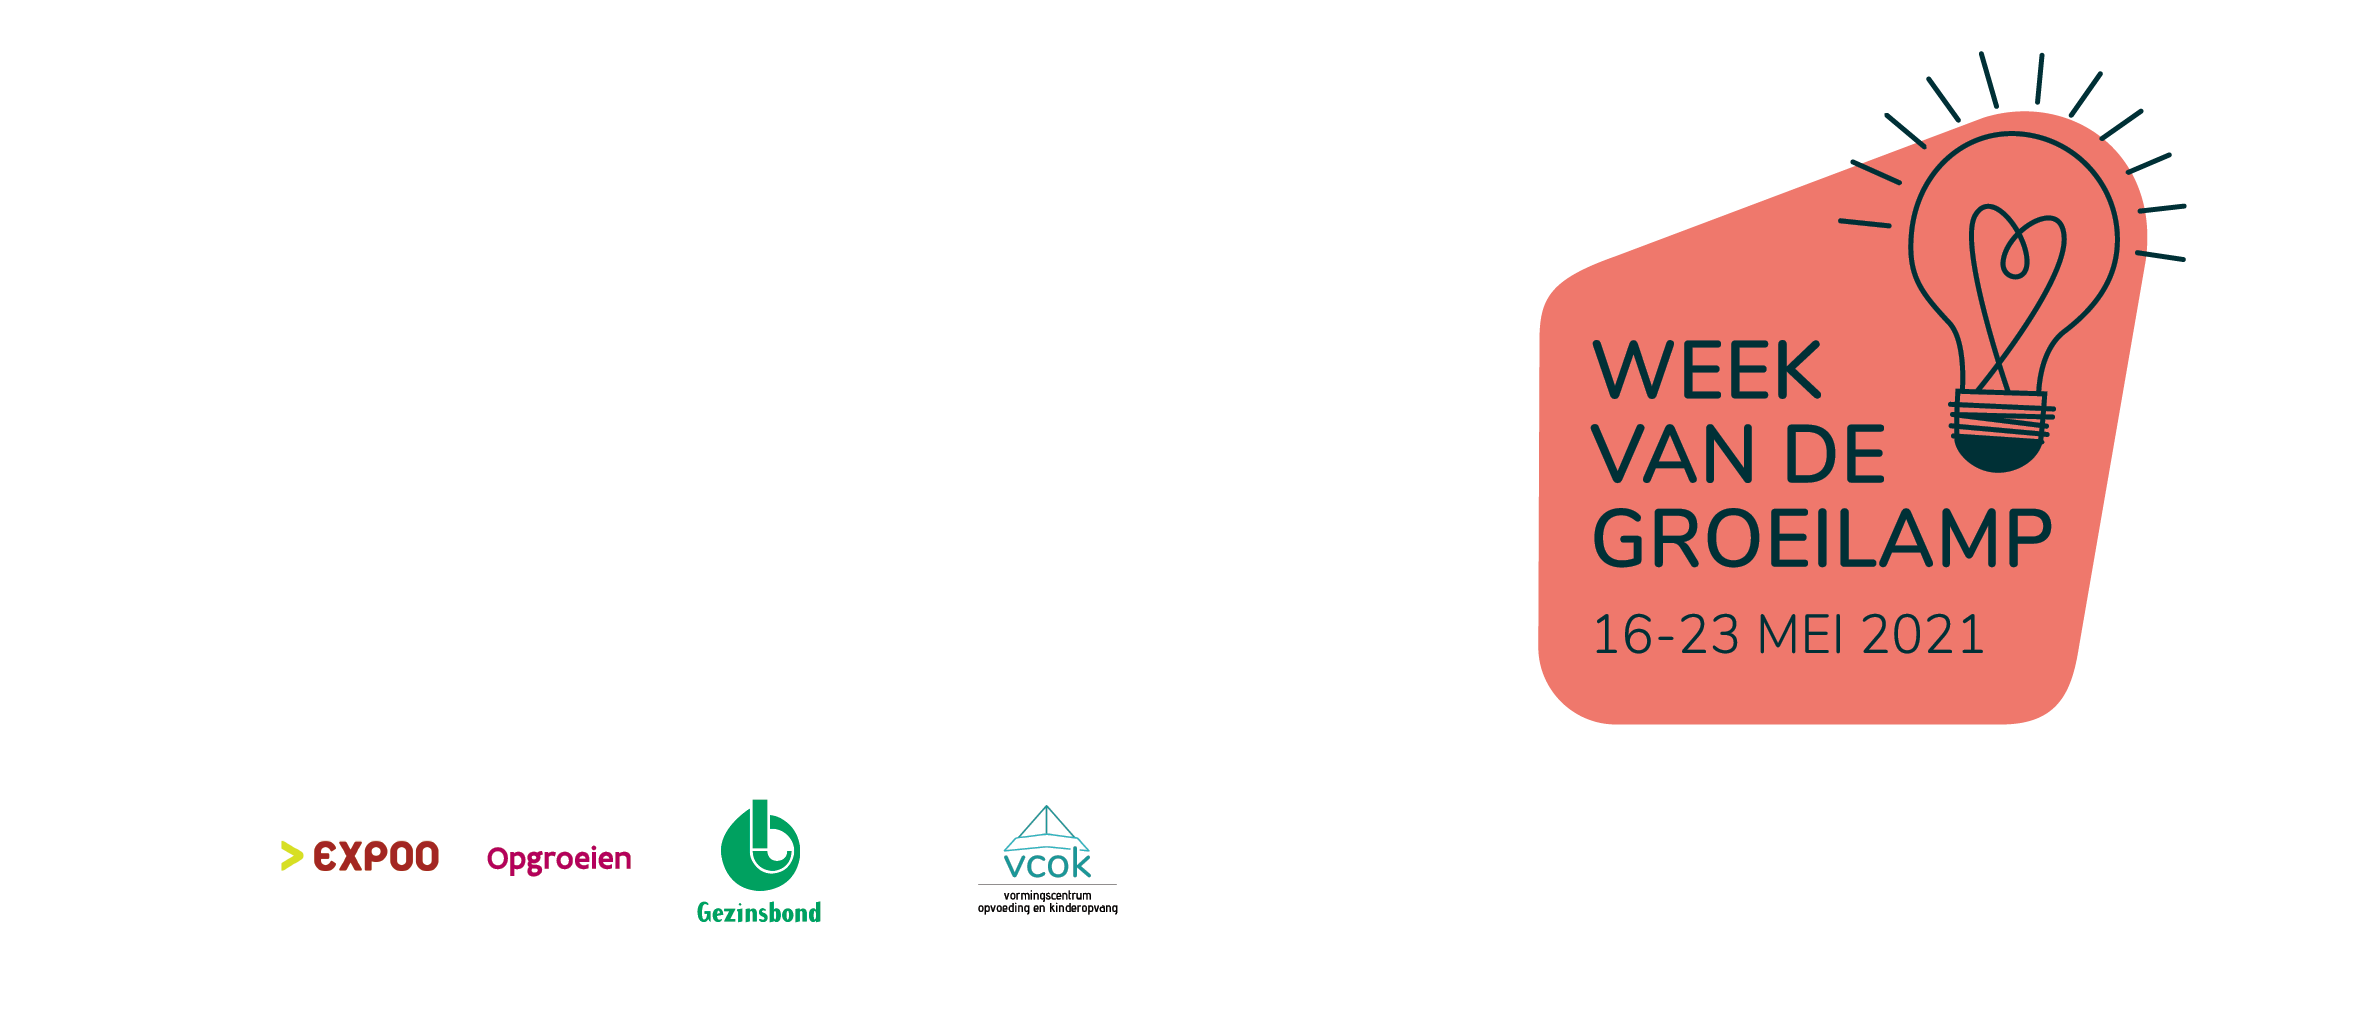 WEEK
VAN DE
GROEILAMP
16-23 MEI 2021
> EXPOO
Opgroeien
Gezinsbond
vcok
vormingscentrum
opvoeding en kinderopvang